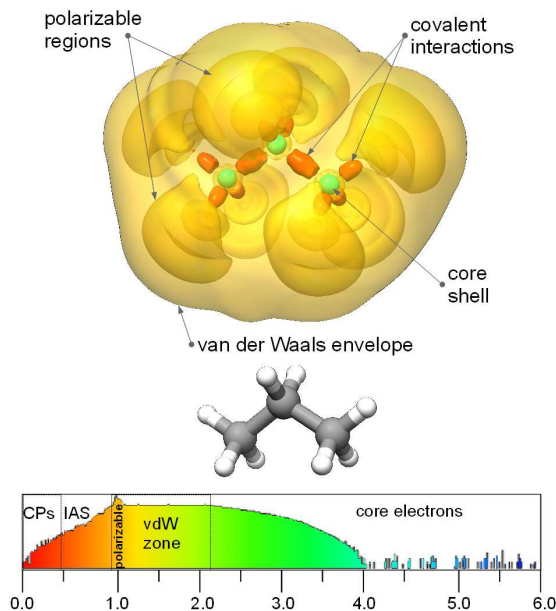 polarizable
regions
covalent
interactions
core
shell
van der Waals envelope
CPs
IAS
polarizable
vdW
zone
core electrons
0.0 1.0 2.0 3.0 4.0 5.0 6.0